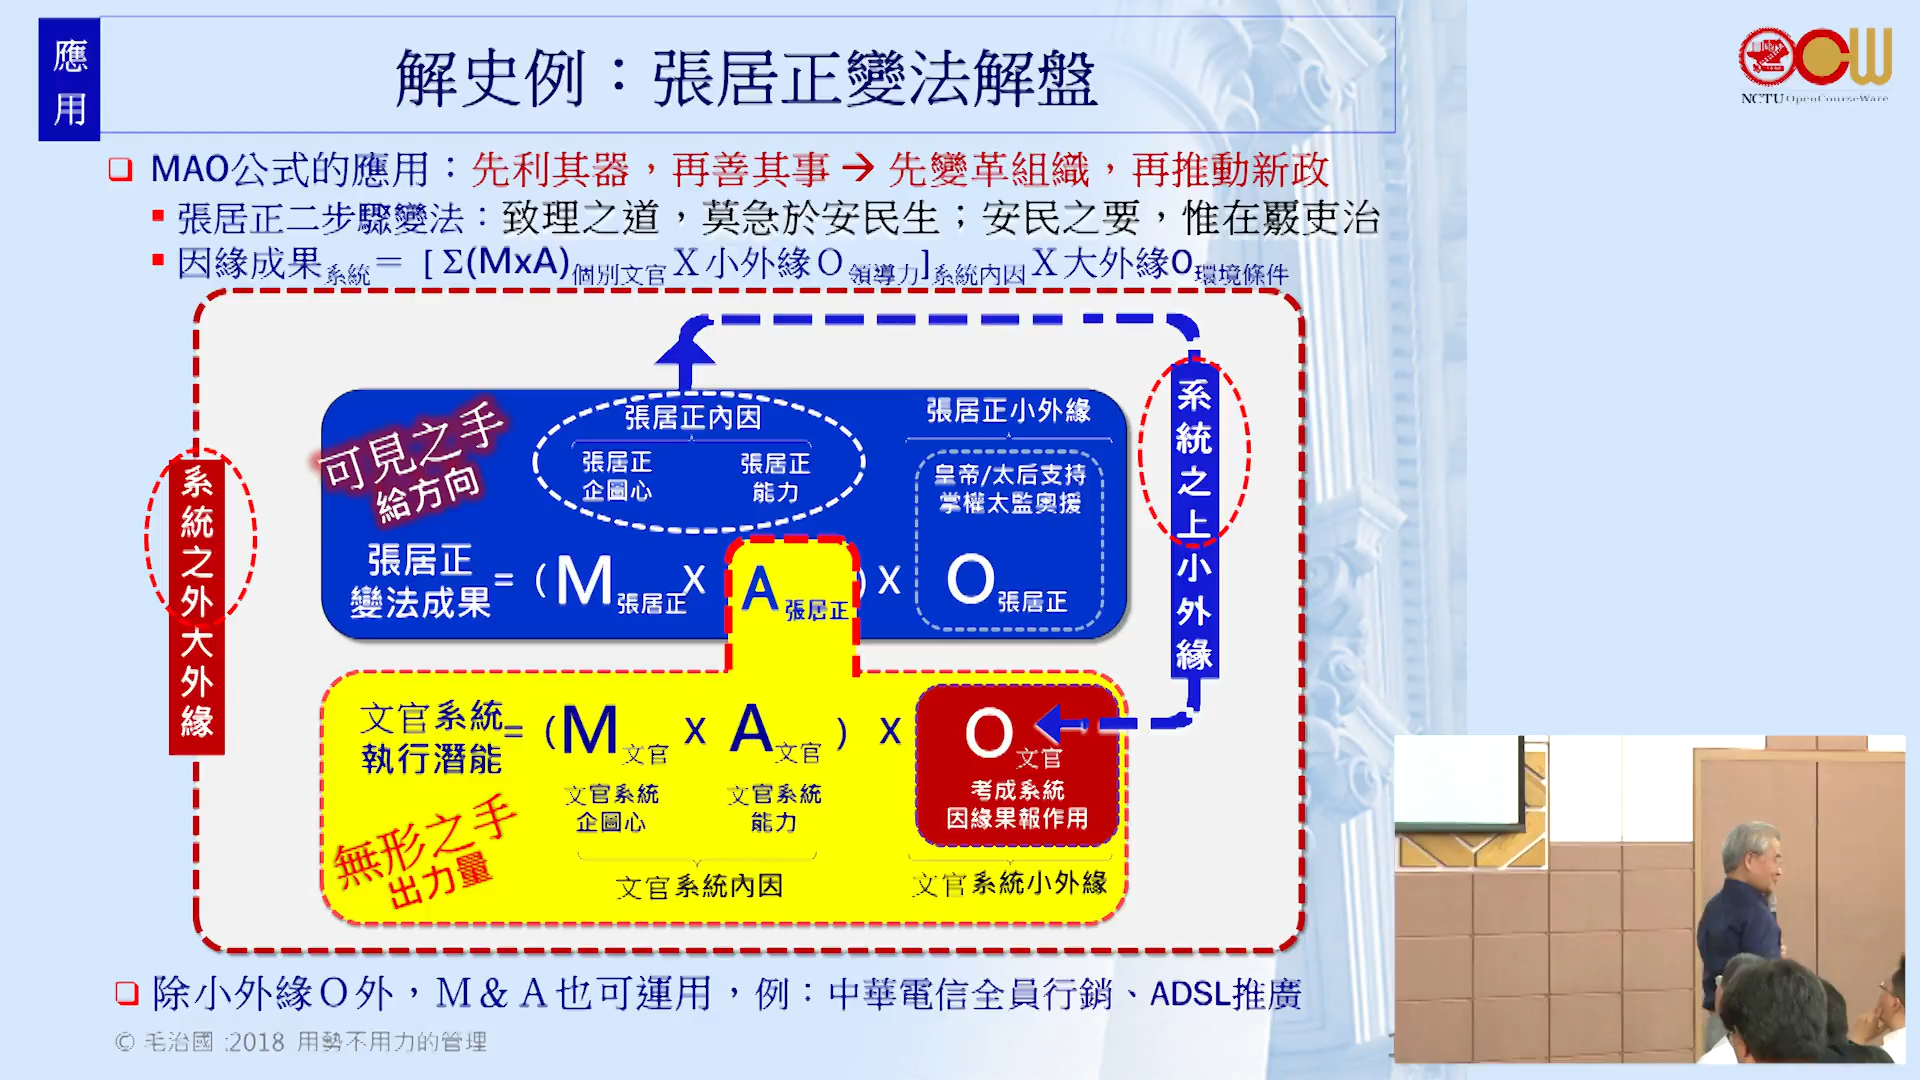 應用
解史例：張居正變法解盤
NCTU OpenCourseWare
MAO公式的應用：先利其器，再善其事→先變革組織，再推動新政
張居正二步驟變法：致理之道，莫急於安民生；安民之要，惟在覈吏治
因緣成果系統＝ [ Σ(MxA)個別文官X小外緣O領導力]系統內因X大外緣O環境條件
系統之外大外緣
系統之上小外緣
可見之手
給方向
張居正內因
張居正企圖心
張居正能力
張居正小外緣
皇帝/太后支持
掌權太監奧援
張居正變法成果 = (M張居正 X A張居正) X O張居正
文官系統執行潛能 = (M文官 X A文官) X O文官
文官系統企圖心
文官系統能力
考成系統
因緣果報作用
無形之手
出力量
文官系統內因
文官系統小外緣
除小外緣O外，M＆A也可運用，例：中華電信全員行銷、ADSL推廣
© 毛治國 :2018 用勢不用力的管理